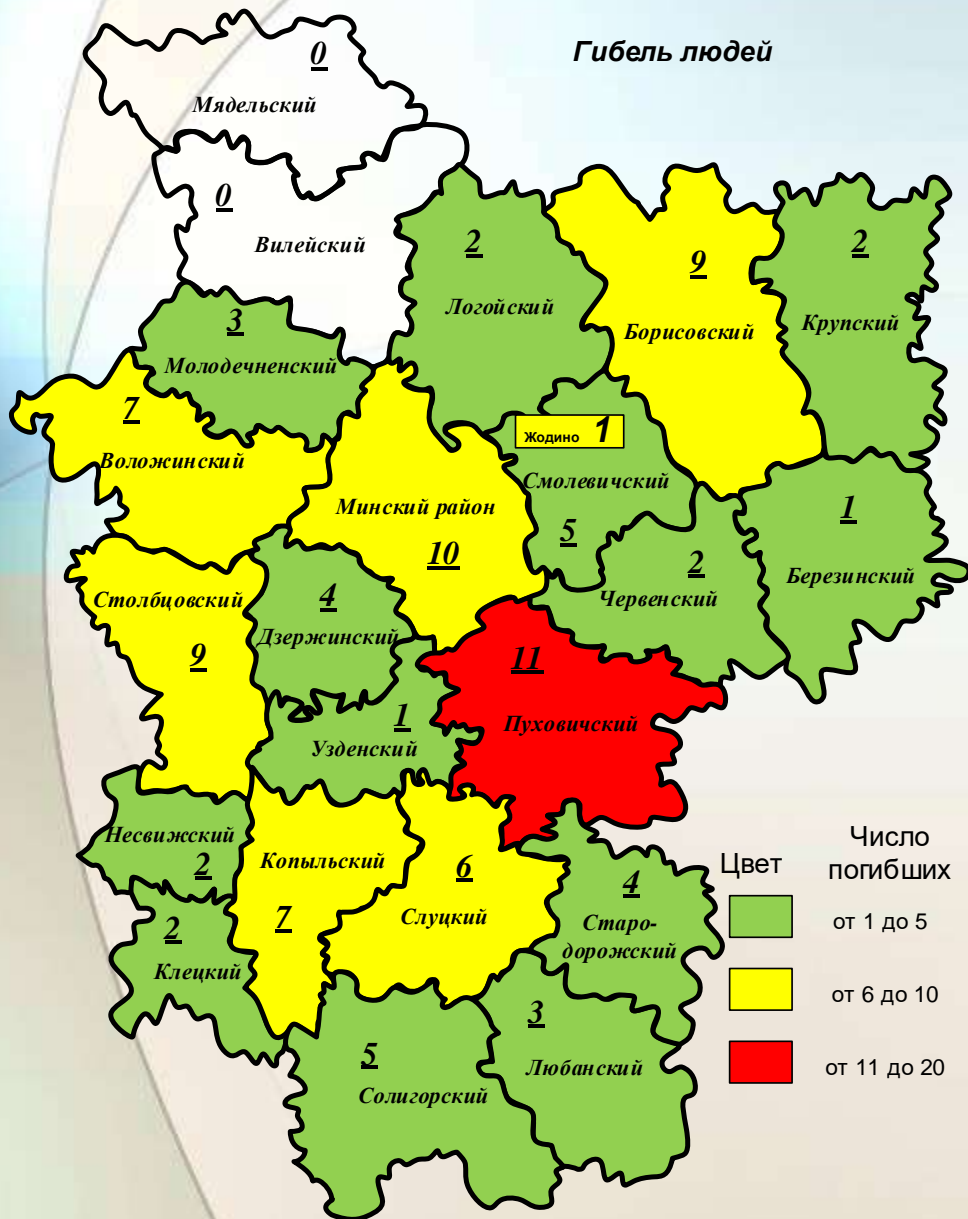 Гибель людей
0
Мядельский
0
Вилейский
2
Логойский
9
Борисовский
2
Крупский
3
Молодечненский
7
Воложинский
Жодино 1
Смолевичский
5
Минский район
10
1
Березинский
2
Червенский
Столбцовский
9
4
Дзержинский
11
Пуховичский
1
Узденский
Несвижский
2
Копыльский
7
6
Слуцкий
4
Старо-
дорожский
2
Клецкий
3
Любанский
5
Солигорский
Цвет
Число
погибших
от 1 до 5
от 6 до 10
от 11 до 20